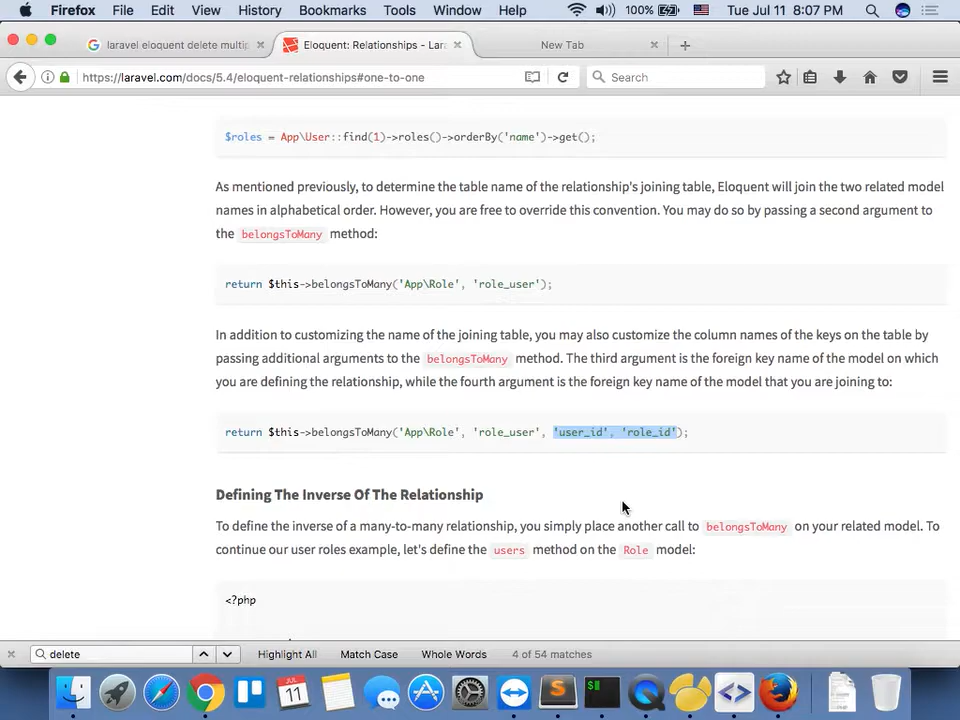 Firefox File Edit View History Bookmarks Tools Window Help 100% Tue Jul 11 8:07 PM
laravel eloquent delete multip Eloquent: Relationships - Lara New Tab
https://laravel.com/docs/5.4/eloquent-relationships#one-to-one Search
$roles = App\User::find(1)->roles()->orderBy('name')->get();
As mentioned previously, to determine the table name of the relationship's joining table, Eloquent will join the two related model
names in alphabetical order. However, you are free to override this convention. You may do so by passing a second argument to
the belongsToMany method:
return $this->belongsToMany('App\Role', 'role_user');
In addition to customizing the name of the joining table, you may also customize the column names of the keys on the table by
passing additional arguments to the belongsToMany method. The third argument is the foreign key name of the model on which
you are defining the relationship, while the fourth argument is the foreign key name of the model that you are joining to:
return $this->belongsToMany('App\Role', 'role_user', 'user_id', 'role_id');
Defining The Inverse Of The Relationship
To define the inverse of a many-to-many relationship, you simply place another call to belongsToMany on your related model. To
continue our user roles example, let's define the users method on the Role model:
<?php
delete Highlight All Match Case Whole Words 4 of 54 matches
JUL
11